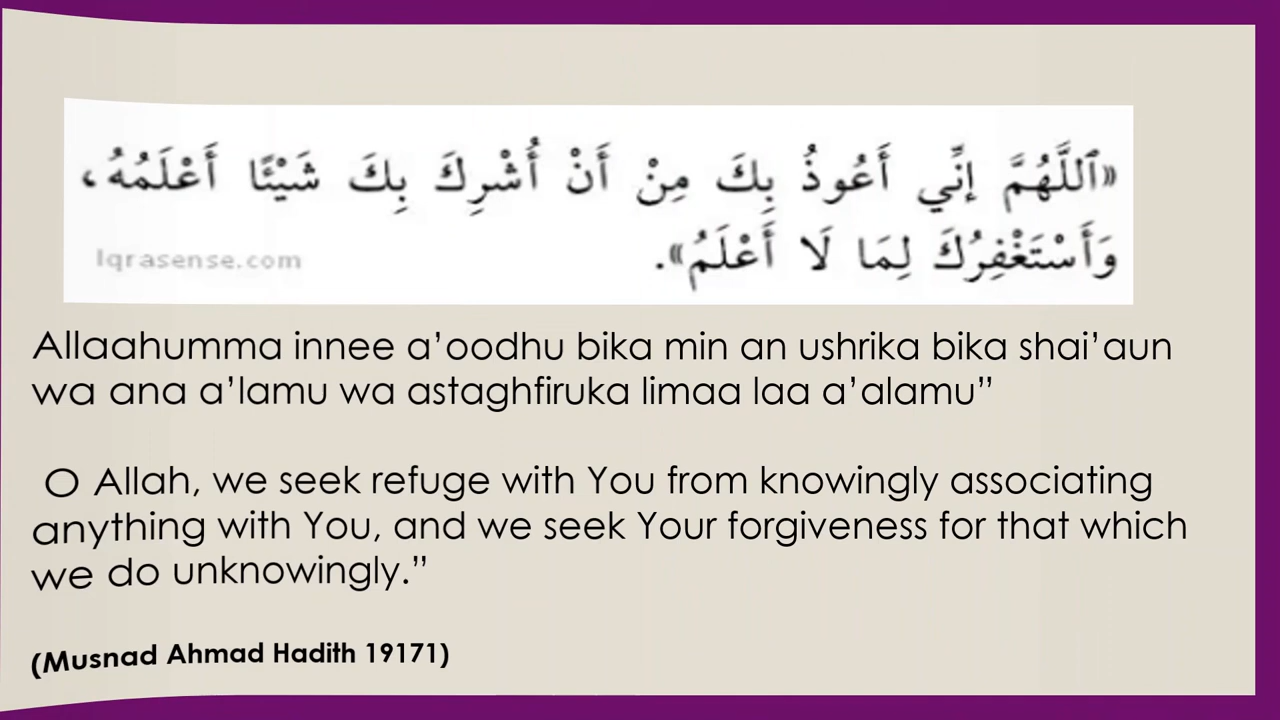 «ٱللَّهُمَّ إِنِّي أَعُوذُ بِكَ مِنْ أَنْ أُشْرِكَ بِكَ شَيْئًا أَعْلَمُهُ،
وَأَسْتَغْفِرُكَ لِمَا لَا أَعْلَمُ».
Iqrasense.com
Allaahumma innee a’oodhu bika min an ushrika bika shai’aun
wa ana a’lamu wa astaghfiruka limaa laa a’alamu”
O Allah, we seek refuge with You from knowingly associating
anything with You, and we seek Your forgiveness for that which
we do unknowingly.”
(Musnad Ahmad Hadith 19171)